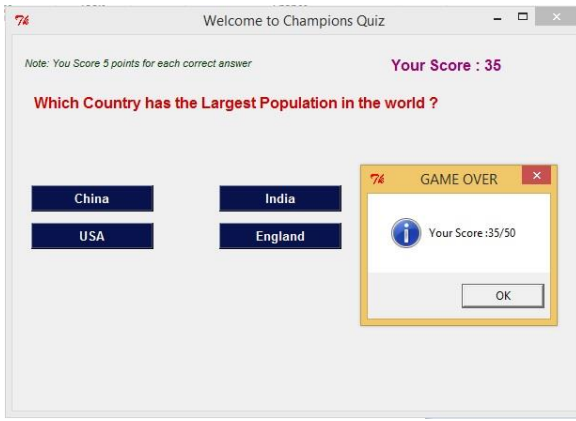 Welcome to Champions Quiz
Note: You Score 5 points for each correct answer
Your Score : 35
Which Country has the Largest Population in the world ?
China
India
USA
England
GAME OVER
Your Score :35/50
OK